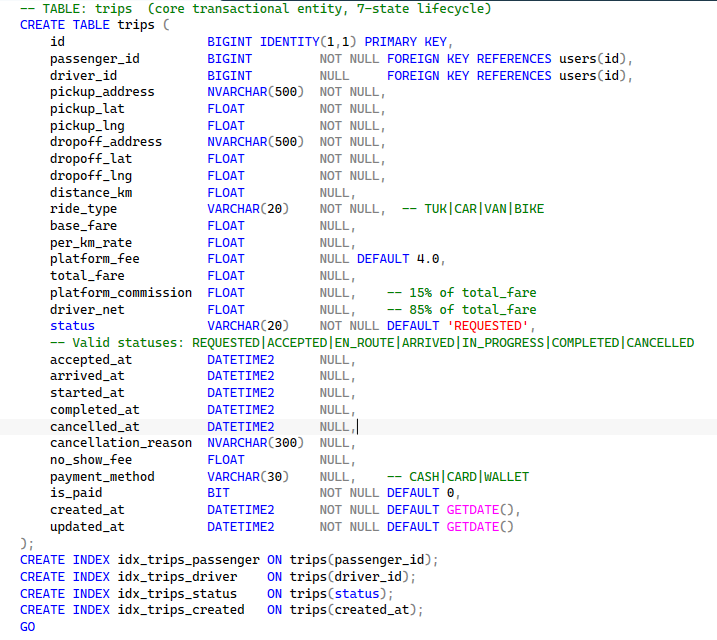 -- TABLE: trips  (core transactional entity, 7-state lifecycle)
CREATE TABLE trips (
    id                   BIGINT IDENTITY(1,1) PRIMARY KEY,
    passenger_id         BIGINT         NOT NULL FOREIGN KEY REFERENCES users(id),
    driver_id            BIGINT         NULL     FOREIGN KEY REFERENCES users(id),
    pickup_address       NVARCHAR(500)  NOT NULL,
    pickup_lat           FLOAT          NOT NULL,
    pickup_lng           FLOAT          NOT NULL,
    dropoff_address      NVARCHAR(500)  NOT NULL,
    dropoff_lat          FLOAT          NOT NULL,
    dropoff_lng          FLOAT          NOT NULL,
    distance_km          FLOAT          NULL,
    ride_type            VARCHAR(20)    NOT NULL,  -- TUK|CAR|VAN|BIKE
    base_fare            FLOAT          NULL,
    per_km_rate          FLOAT          NULL,
    platform_fee         FLOAT          NULL DEFAULT 4.0,
    total_fare           FLOAT          NULL,
    platform_commission  FLOAT          NULL,    -- 15% of total_fare
    driver_net           FLOAT          NULL,    -- 85% of total_fare
    status               VARCHAR(20)    NOT NULL DEFAULT 'REQUESTED',
    -- Valid statuses: REQUESTED|ACCEPTED|EN_ROUTE|ARRIVED|IN_PROGRESS|COMPLETED|CANCELLED
    accepted_at          DATETIME2      NULL,
    arrived_at           DATETIME2      NULL,
    started_at           DATETIME2      NULL,
    completed_at         DATETIME2      NULL,
    cancelled_at         DATETIME2      NULL,
    cancellation_reason  NVARCHAR(300)  NULL,
    no_show_fee          FLOAT          NULL,
    payment_method       VARCHAR(30)    NULL,    -- CASH|CARD|WALLET
    is_paid              BIT            NOT NULL DEFAULT 0,
    created_at           DATETIME2      NOT NULL DEFAULT GETDATE(),
    updated_at           DATETIME2      NOT NULL DEFAULT GETDATE()
);
CREATE INDEX idx_trips_passenger ON trips(passenger_id);
CREATE INDEX idx_trips_driver    ON trips(driver_id);
CREATE INDEX idx_trips_status    ON trips(status);
CREATE INDEX idx_trips_created   ON trips(created_at);
GO